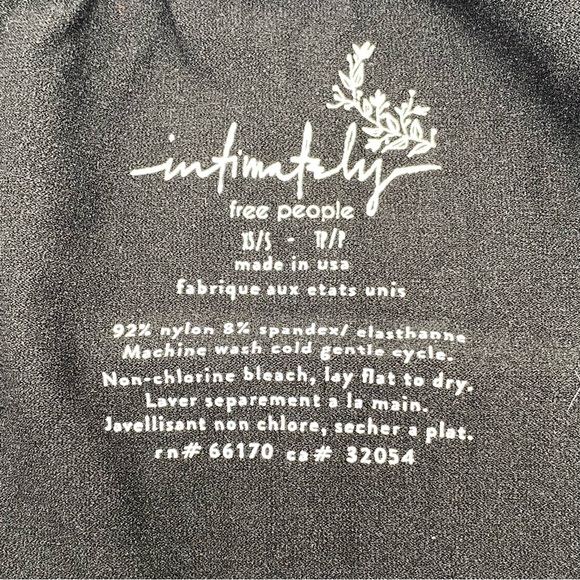 intimately
free people
XS/S - TP/P
made in usa
fabrique aux etats unis
92% nylon 8% spandex/ elasthanne
Machine wash cold gentle cycle.
Non-chlorine bleach, lay flat to dry.
Laver separement a la main.
Javellisant non chlore, secher a plat.
rn# 66170 ca# 32054